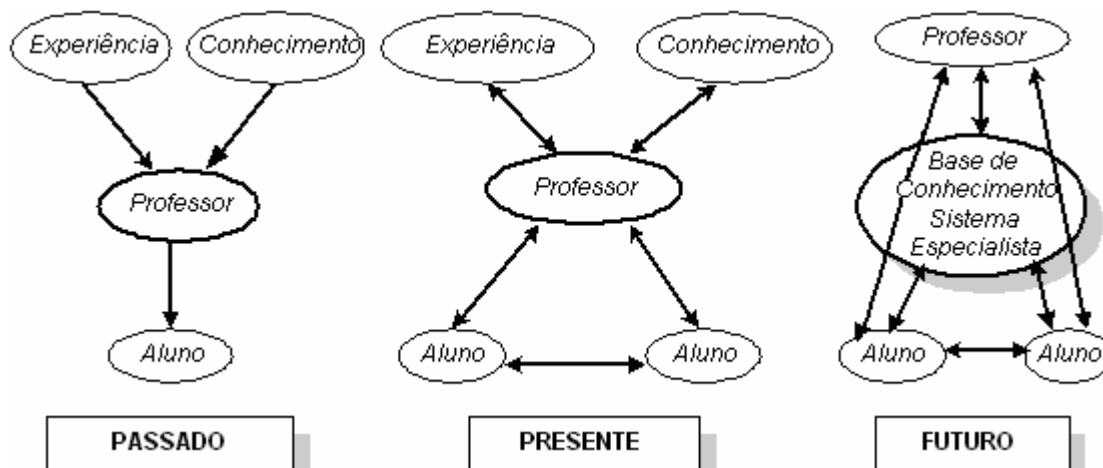 Experiência
Conhecimento
Professor
Aluno
PASSADO
Experiência
Conhecimento
Professor
Aluno
Aluno
PRESENTE
Professor
Base de
Conhecimento
Sistema
Especialista
Aluno
Aluno
FUTURO